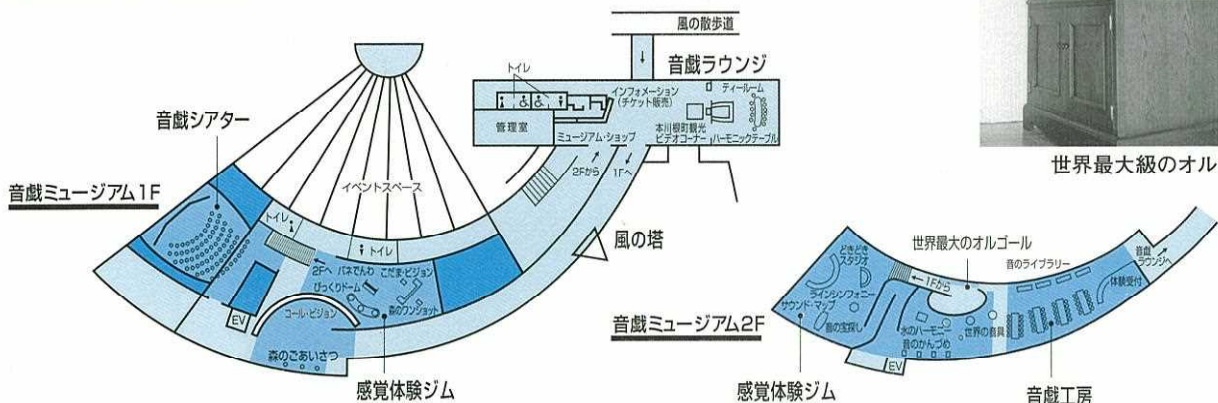 風の散歩道
音戯ラウンジ
トイレ
インフォメーション
(チケット販売)
ティールーム
管理室
ミュージアム・ショップ
本川根町観光
ビデオコーナー
ハーモニックテーブル
2Fから
1Fへ
世界最大級のオル
音戯シアター
音戯ミュージアム1F
イベントスペース
トイレ
トイレ
2Fへ
バネでんわ
こだま・ビジョン
びっくりドーム
森のワンショット
コール・ビジョン
EV
森のごあいさつ
感覚体験ジム
風の塔
音戯ミュージアム2F
どきどき
スタジオ
世界最大のオルゴール
音のライブラリー
音戯
ラウンジへ
1Fから
体験受付
ラインシンフォニー
サウンド・マップ
音の宝探し
水のハーモニー
世界の音具
音のかんづめ
EV
感覚体験ジム
音戯工房